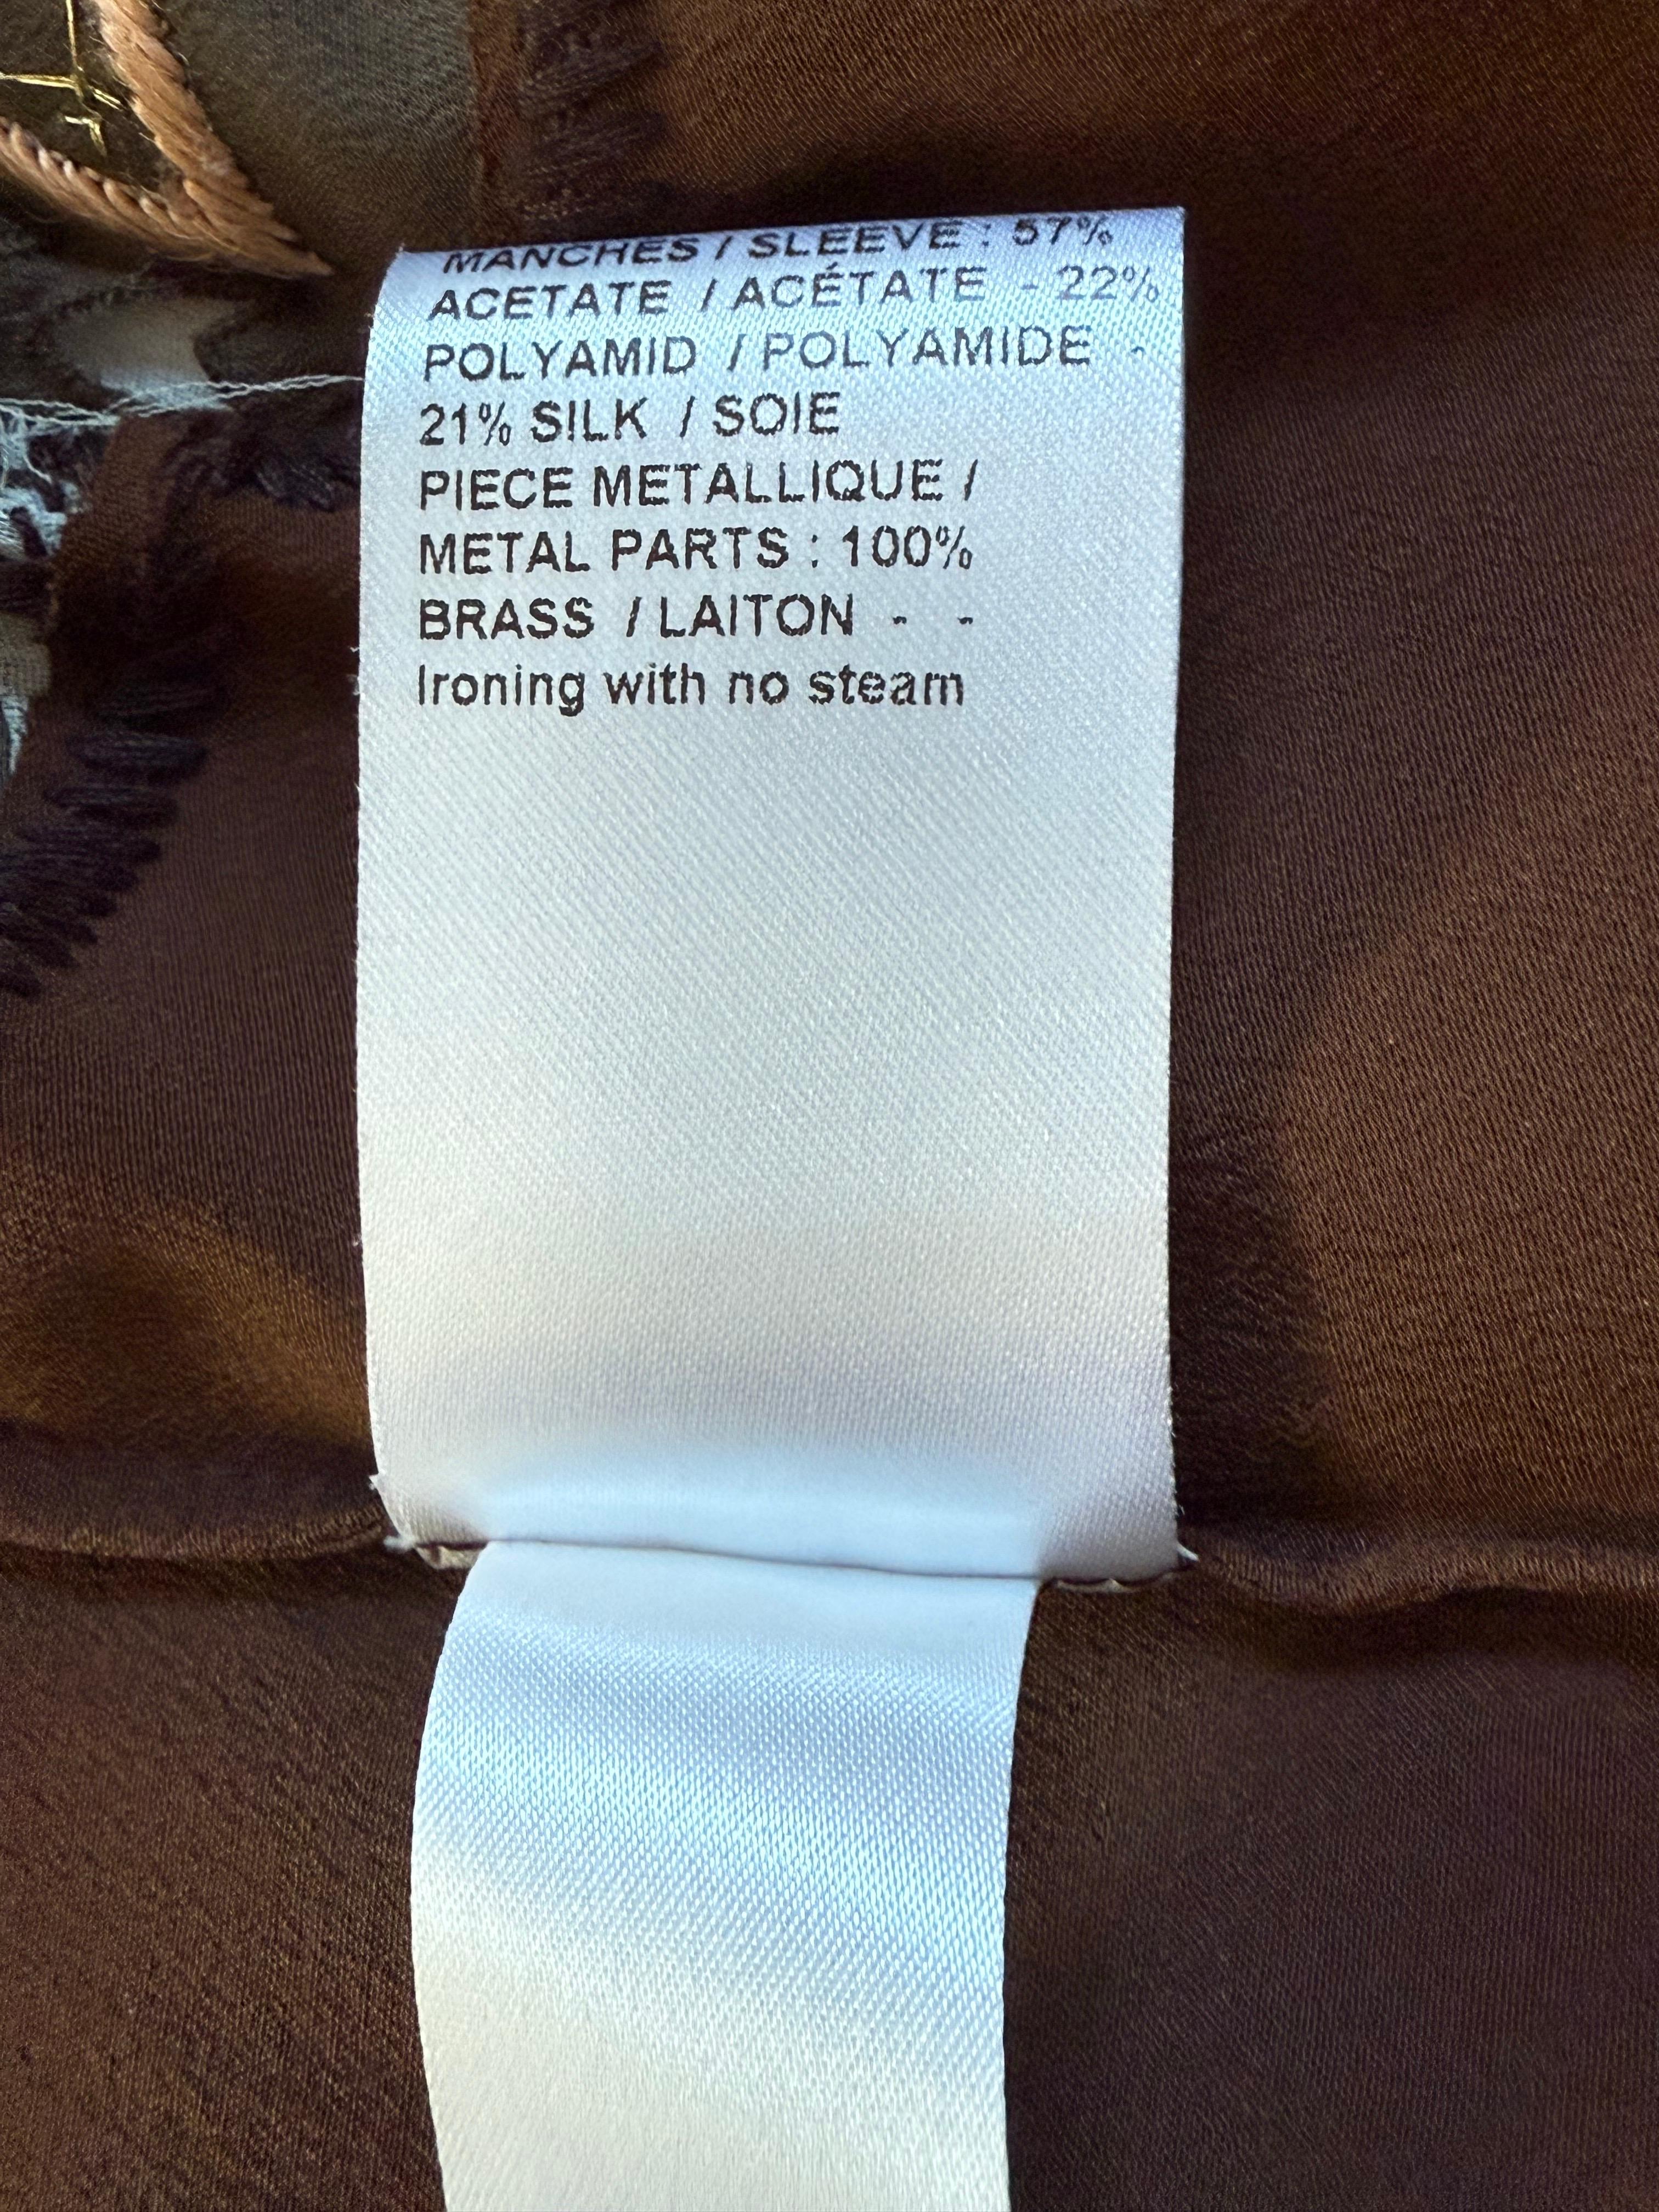 MANCHES / SLEEVE : 57%
ACETATE / ACÉTATE - 22%
POLYAMID / POLYAMIDE -
21% SILK / SOIE
PIECE METALLIQUE /
METAL PARTS : 100%
BRASS / LAITON - -
Ironing with no steam